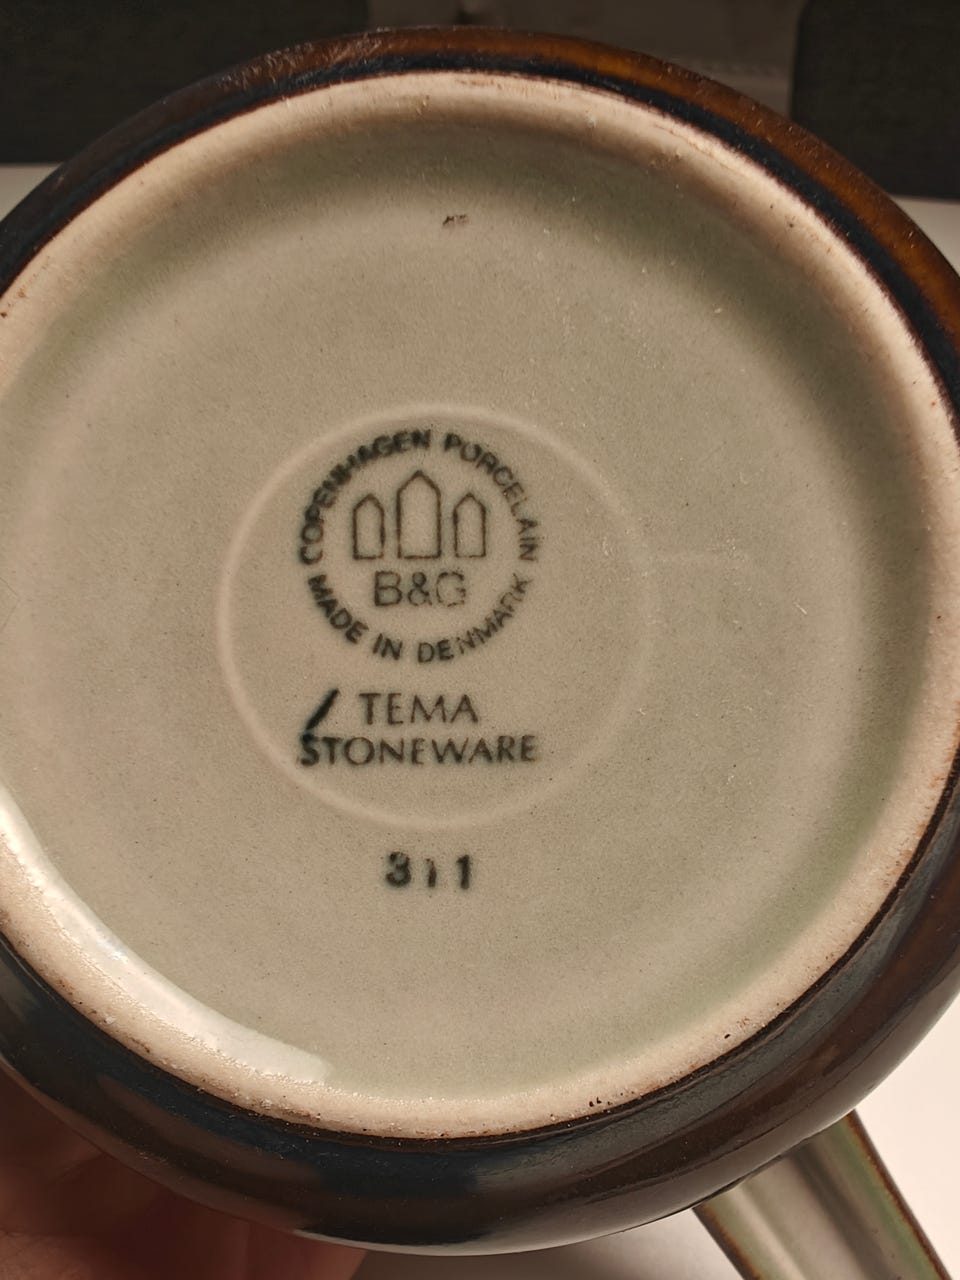 COPENHAGEN PORCELAIN
B&G
MADE IN DENMARK
TEMA
STONEWARE
311